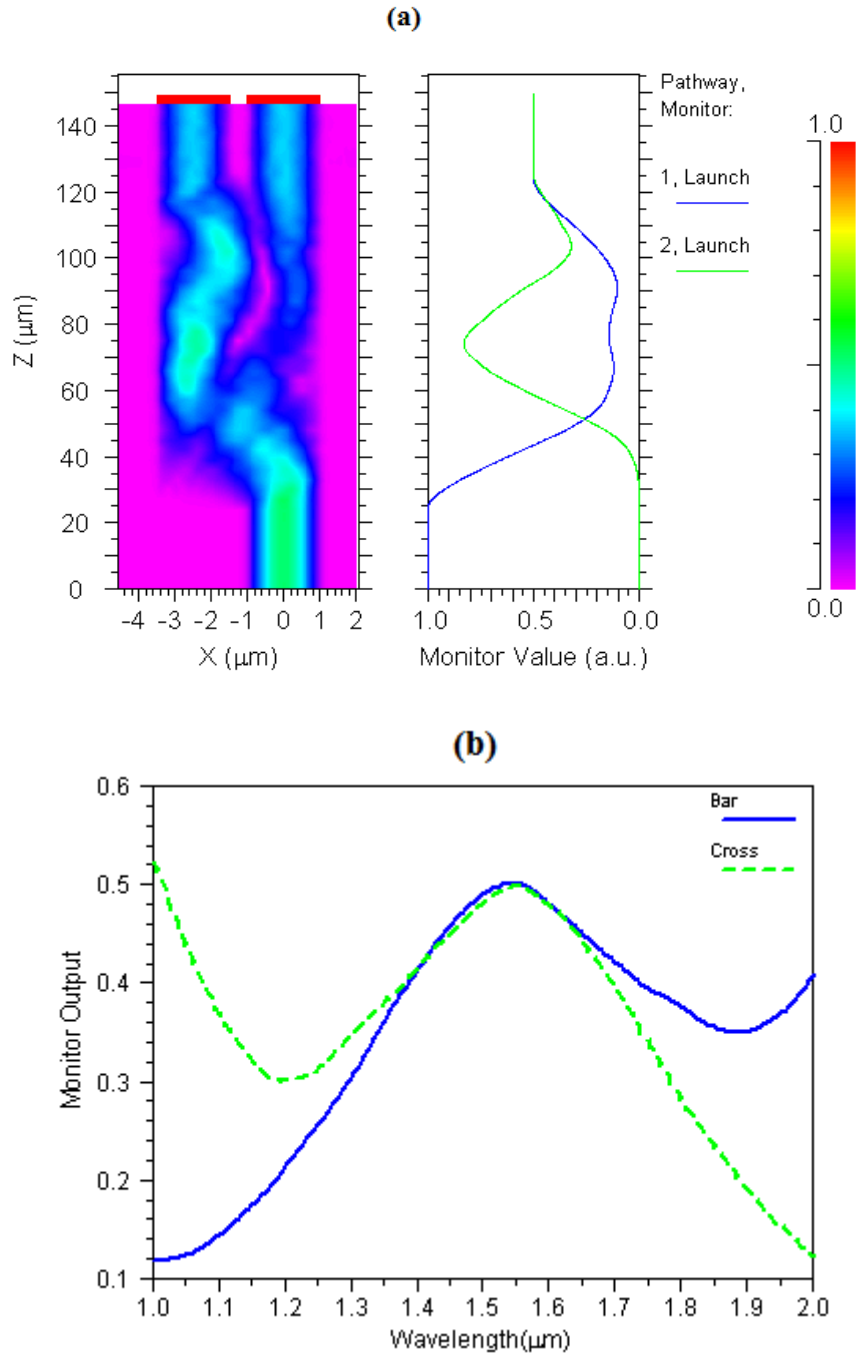 (a)
140
120
100
80
60
40
20
0
Z (μm)
-4 -3 -2 -1 0 1 2
X (μm)
1.0 0.5 0.0
Monitor Value (a.u.)
Pathway,
Monitor:
1, Launch
2, Launch
1.0
0.0
(b)
0.6
0.5
0.4
0.3
0.2
0.1
Monitor Output
Bar
Cross
1.0 1.1 1.2 1.3 1.4 1.5 1.6 1.7 1.8 1.9 2.0
Wavelength(μm)